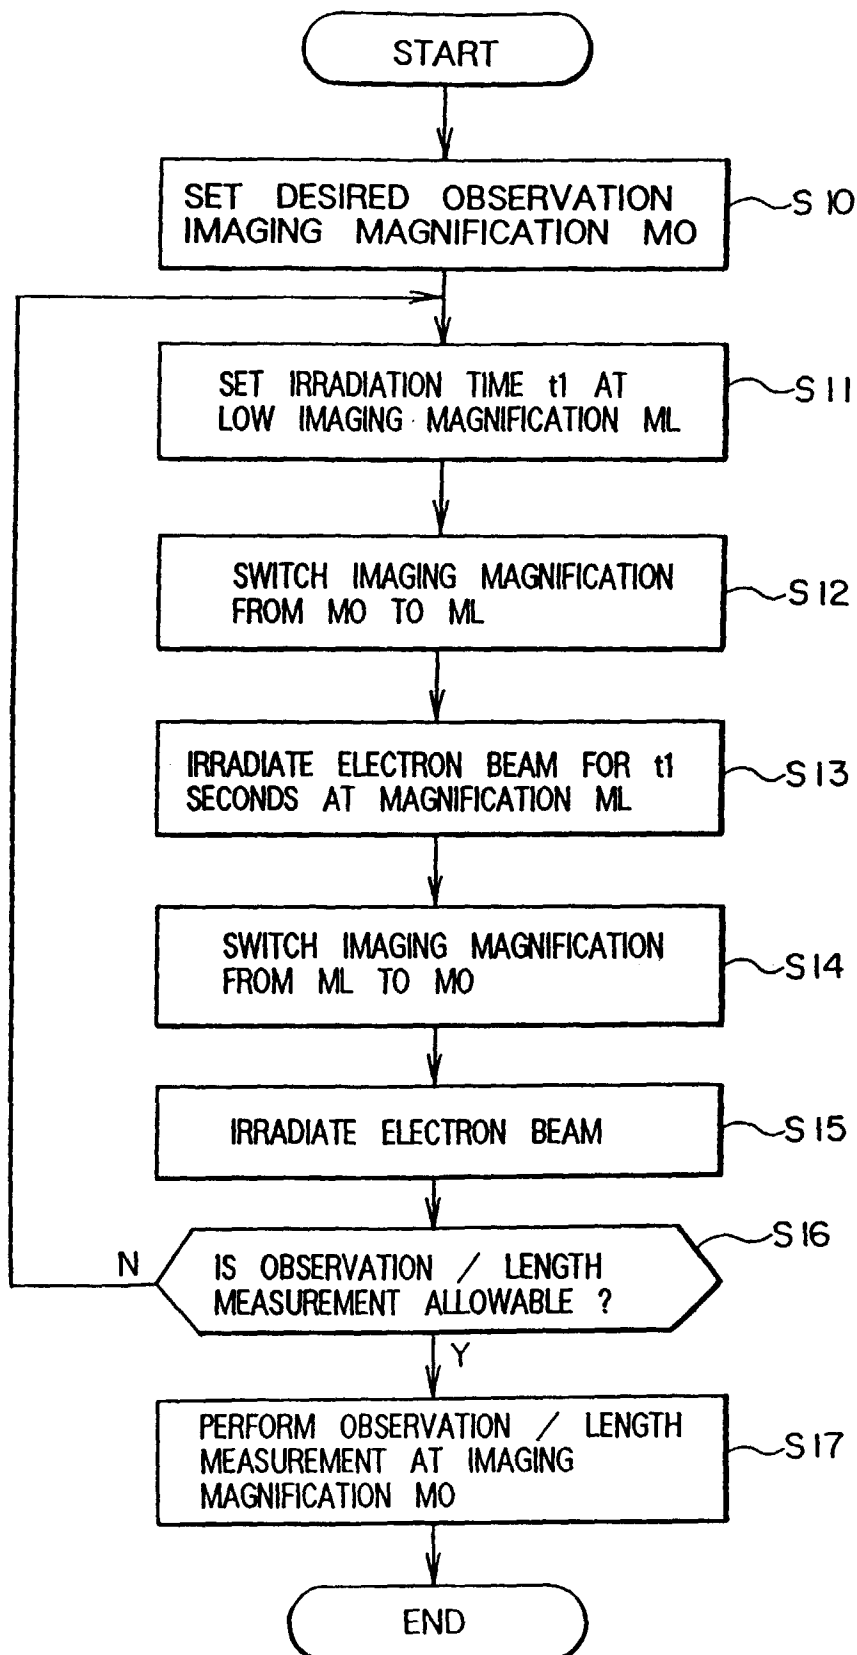 START
SET DESIRED OBSERVATION
IMAGING MAGNIFICATION MO
S10
SET IRRADIATION TIME t1 AT
LOW IMAGING MAGNIFICATION ML
S11
SWITCH IMAGING MAGNIFICATION
FROM MO TO ML
S12
IRRADIATE ELECTRON BEAM FOR t1
SECONDS AT MAGNIFICATION ML
S13
SWITCH IMAGING MAGNIFICATION
FROM ML TO MO
S14
IRRADIATE ELECTRON BEAM
S15
N
IS OBSERVATION / LENGTH
MEASUREMENT ALLOWABLE ?
S16
Y
PERFORM OBSERVATION / LENGTH
MEASUREMENT AT IMAGING
MAGNIFICATION MO
S17
END